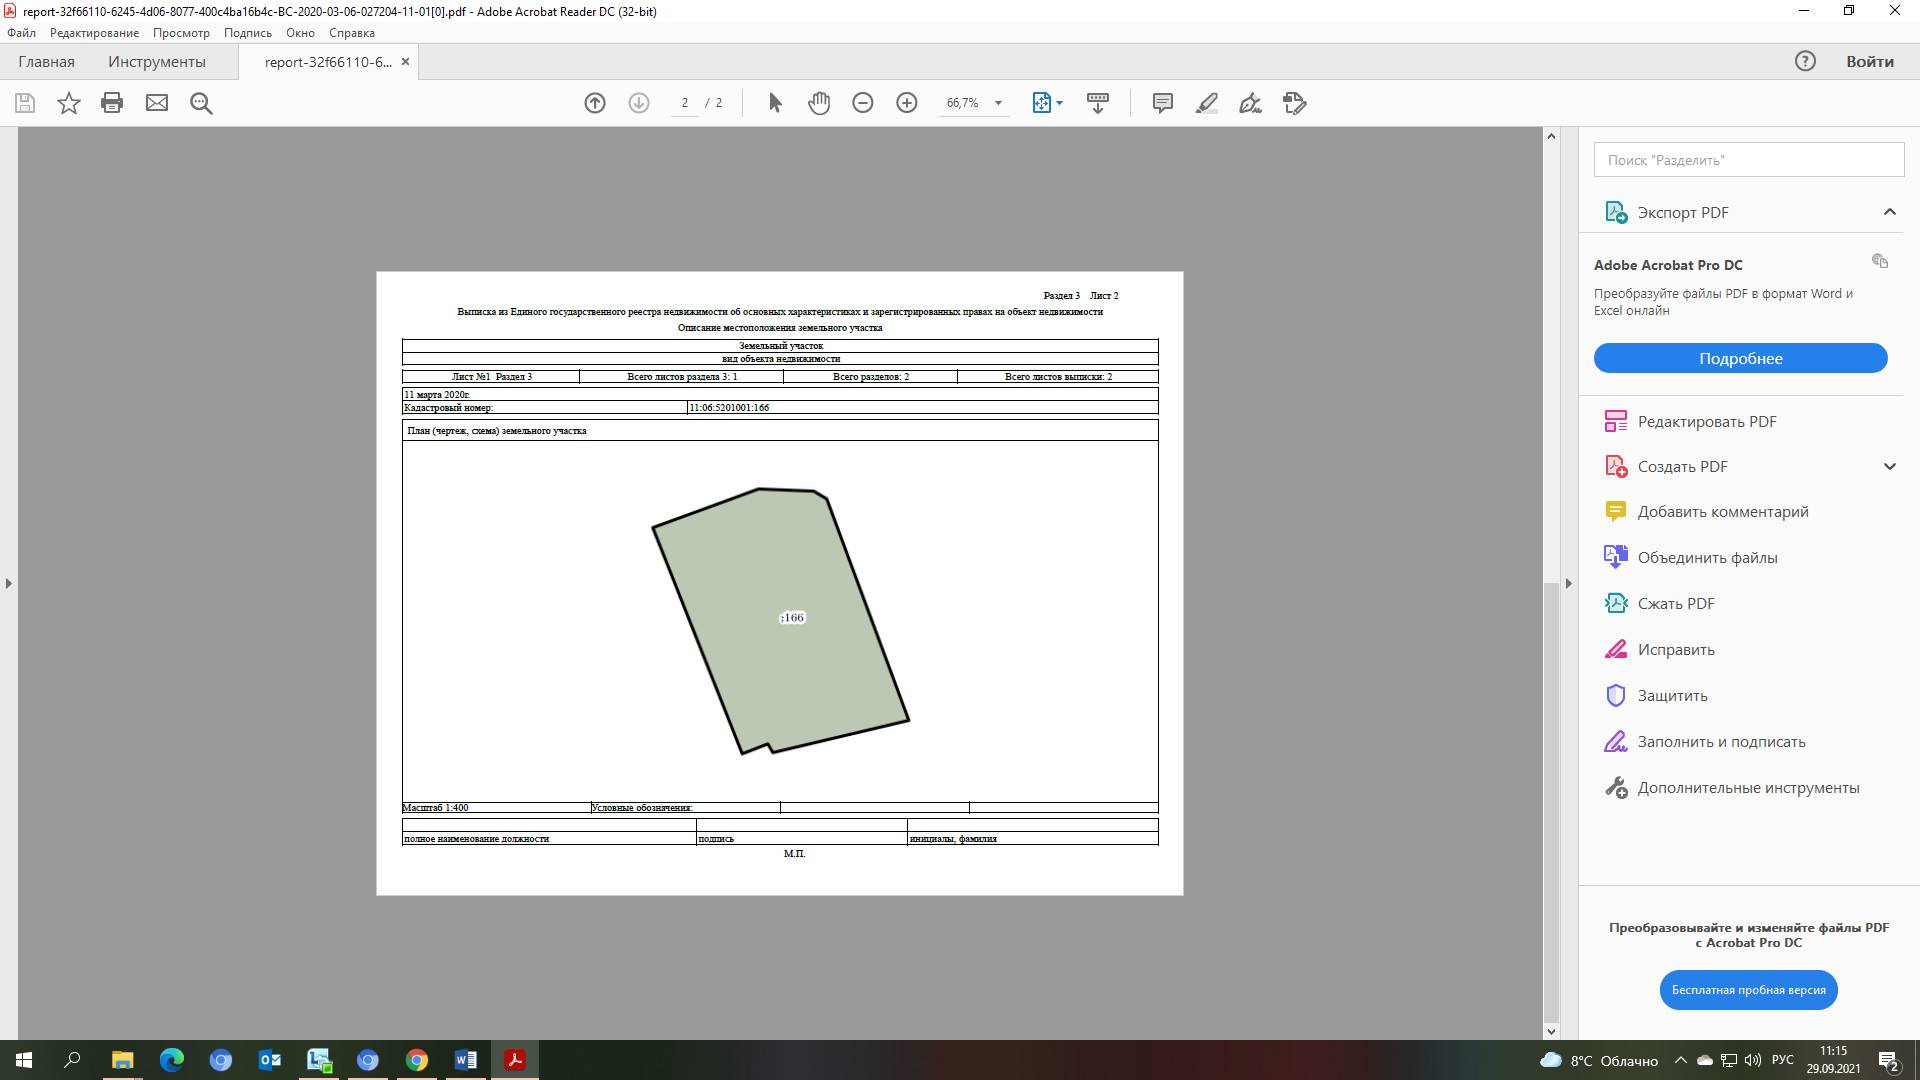 report-32f66110-6245-4d06-8077-400c4ba16b4c-BC-2020-03-06-027204-11-01[0].pdf - Adobe Acrobat Reader DC (32-bit)
Файл Редактирование Просмотр Подпись Окно Справка
Главная Инструменты report-32f66110-6... × Войти
2 / 2 66,7%
Поиск "Разделить"
Экспорт PDF
Adobe Acrobat Pro DC
Преобразуйте файлы PDF в формат Word и
Excel онлайн
Подробнее
Редактировать PDF
Создать PDF
Добавить комментарий
Объединить файлы
Сжать PDF
Исправить
Защитить
Заполнить и подписать
Дополнительные инструменты
Преобразовывайте и изменяйте файлы PDF
с Acrobat Pro DC
Бесплатная пробная версия
Раздел 3 Лист 2
Выписка из Единого государственного реестра недвижимости об основных характеристиках и зарегистрированных правах на объект недвижимости
Описание местоположения земельного участка
Земельный участок
вид объекта недвижимости
Лист №1 Раздел 3 Всего листов раздела 3: 1 Всего разделов: 2 Всего листов выписки: 2
11 марта 2020г.
Кадастровый номер: 11:06:5201001:166
План (чертеж, схема) земельного участка
:166
Масштаб 1:400 Условные обозначения:
полное наименование должности подпись инициалы, фамилия
М.П.
8°C Облачно РУС 11:15
29.09.2021
2